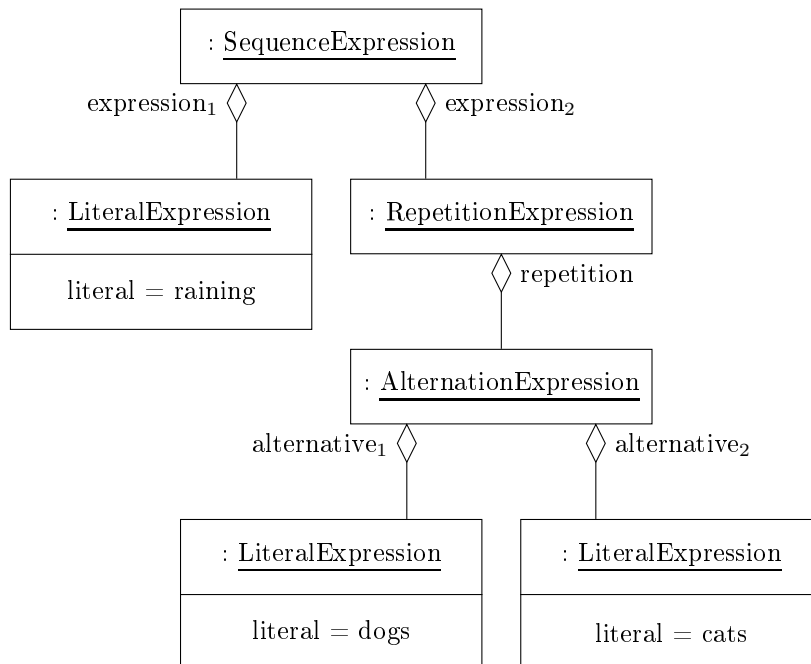 : SequenceExpression
expression₁
expression₂
: LiteralExpression
literal = raining
: RepetitionExpression
repetition
: AlternationExpression
alternative₁
alternative₂
: LiteralExpression
literal = dogs
: LiteralExpression
literal = cats